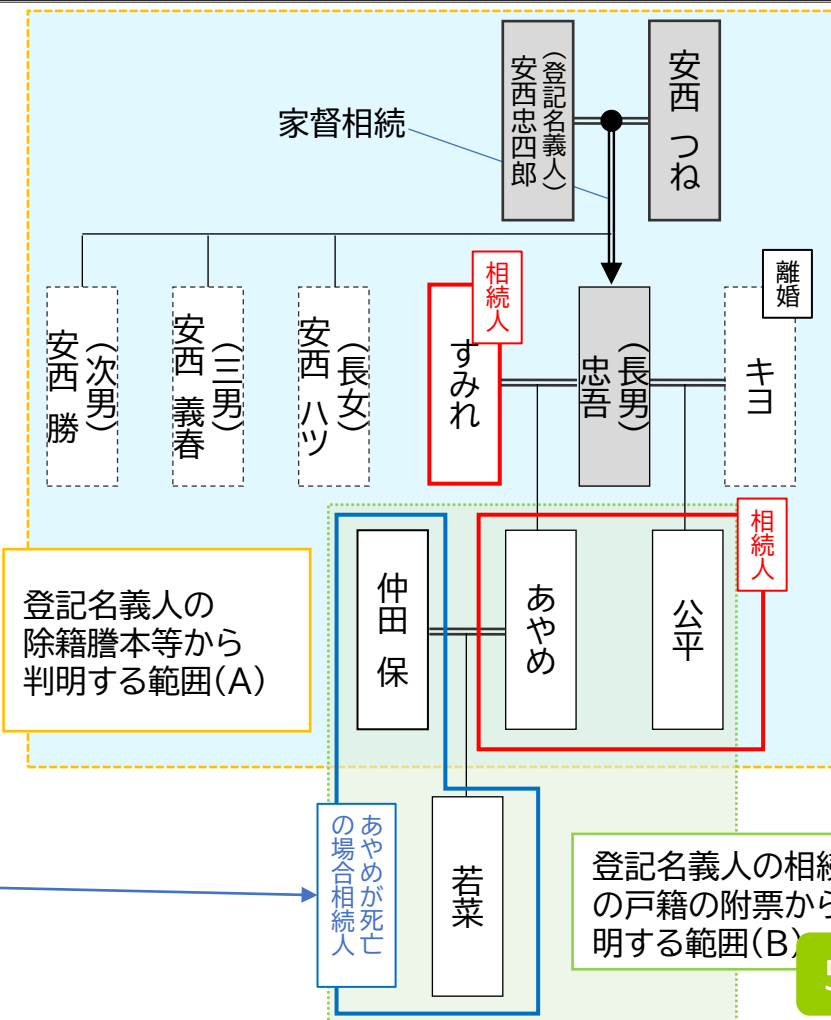 （登記名義人）
安西忠四郎
安西 つね
家督相続
離婚
相続人
（次男）
安西 勝
（三男）
安西 義春
（長女）
安西 ハツ
すみれ
（長男）
忠吾
キヨ
相続人
登記名義人の
除籍謄本等から
判明する範囲(A)
仲田 保
あやめ
公平
あやめが死亡
の場合相続人
若菜
登記名義人の相続
の戸籍の附票から
明する範囲(B)